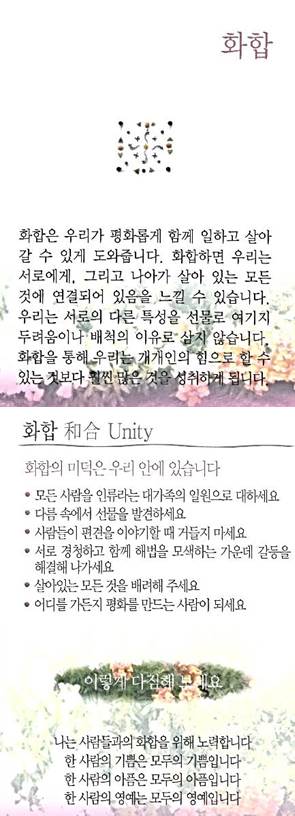 화합
화합은 우리가 평화롭게 함께 일하고 살아
갈 수 있게 도와줍니다. 화합하면 우리는
서로에게, 그리고 나아가 살아 있는 모든
것에 연결되어 있음을 느낄 수 있습니다.
우리는 서로의 다른 특성을 선물로 여기지
두려움이나 배척의 이유로 삼지 않습니다.
화합을 통해 우리는 개개인의 힘으로 할 수
있는 것보다 훨씬 많은 것을 성취하게 됩니다.
화합 和合 Unity
화합의 미덕은 우리 안에 있습니다
• 모든 사람을 인류라는 대가족의 일원으로 대하세요
• 다름 속에서 선물을 발견하세요
• 사람들이 편견을 이야기할 때 거들지 마세요
• 서로 경청하고 함께 해법을 모색하는 가운데 갈등을
해결해 나가세요
• 살아있는 모든 것을 배려해 주세요
• 어디를 가든지 평화를 만드는 사람이 되세요
이렇게 다짐해 보세요
나는 사람들과의 화합을 위해 노력합니다
한 사람의 기쁨은 모두의 기쁨입니다
한 사람의 아픔은 모두의 아픔입니다
한 사람의 영예는 모두의 영예입니다